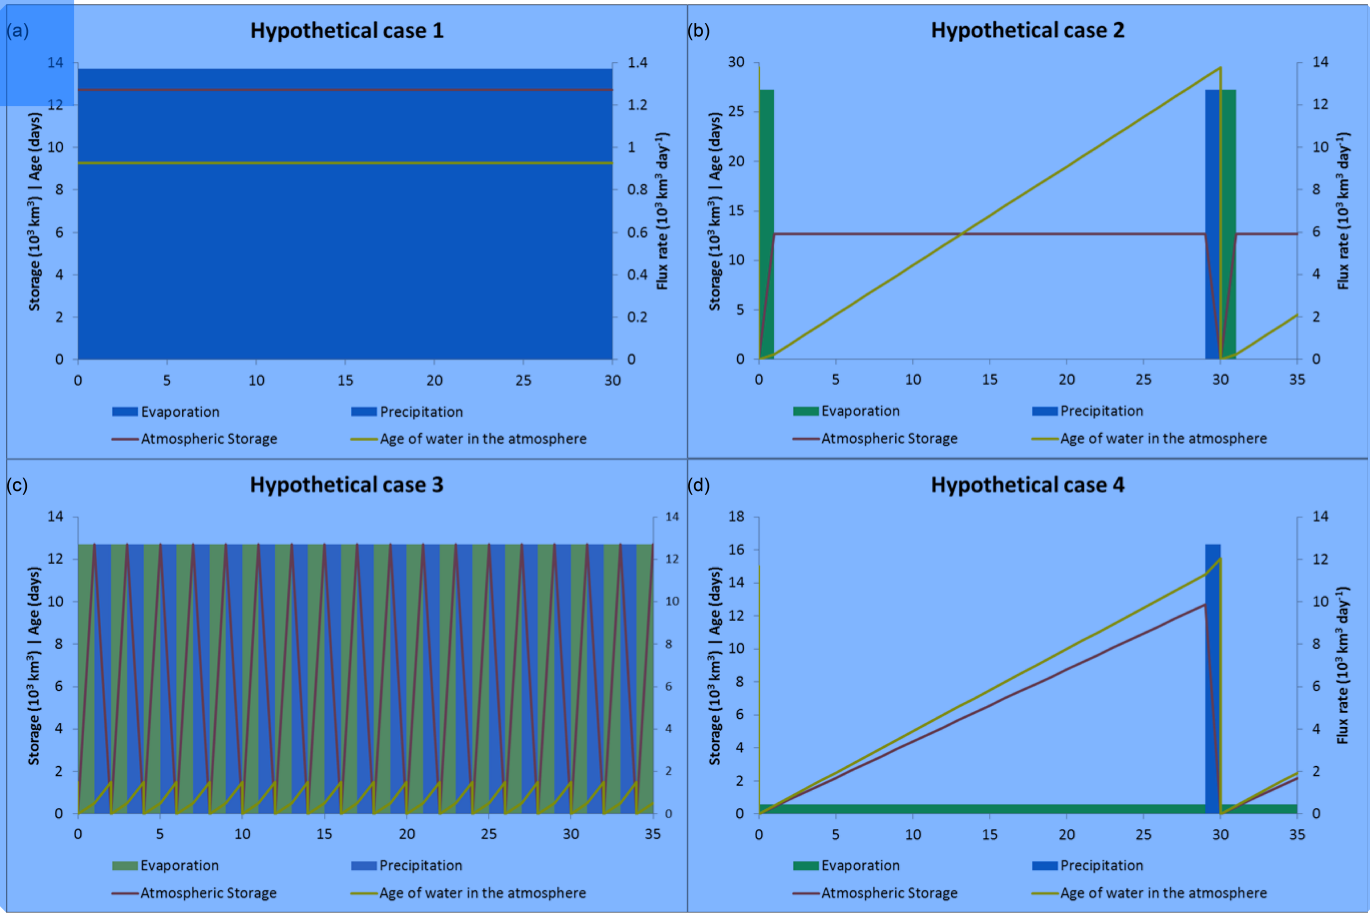 (a)
Hypothetical case 1
14
12
10
8
6
4
2
0
Storage (10³ km³) | Age (days)
1.4
1.2
1
0.8
0.6
0.4
0.2
0
Flux rate (10³ km³ day⁻¹)
0 5 10 15 20 25 30
Evaporation Precipitation
Atmospheric Storage Age of water in the atmosphere
(b)
Hypothetical case 2
30
25
20
15
10
5
0
Storage (10³ km³) | Age (days)
14
12
10
8
6
4
2
0
Flux rate (10³ km³ day⁻¹)
0 5 10 15 20 25 30 35
Evaporation Precipitation
Atmospheric Storage Age of water in the atmosphere
(c)
Hypothetical case 3
14
12
10
8
6
4
2
0
Storage (10³ km³) | Age (days)
14
12
10
8
6
4
2
0
0 5 10 15 20 25 30 35
Evaporation Precipitation
Atmospheric Storage Age of water in the atmosphere
(d)
Hypothetical case 4
18
16
14
12
10
8
6
4
2
0
Storage (10³ km³) | Age (days)
14
12
10
8
6
4
2
0
Flux rate (10³ km³ day⁻¹)
0 5 10 15 20 25 30 35
Evaporation Precipitation
Atmospheric Storage Age of water in the atmosphere